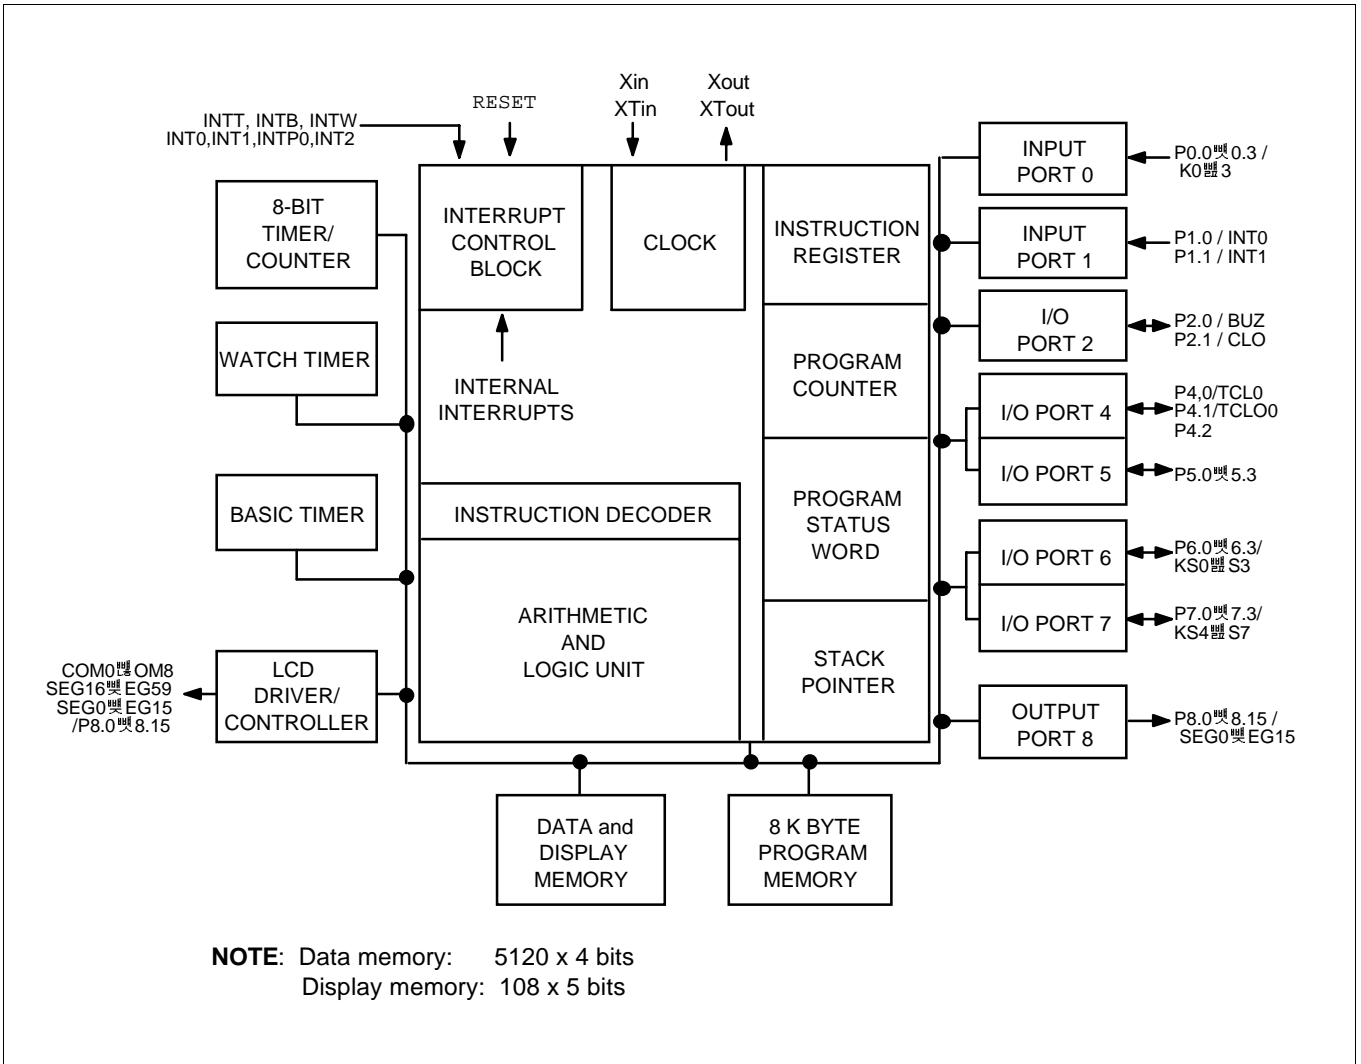 Xin
XTin
Xout
XTout
RESET
INTT, INTB, INTW
INT0,INT1,INTP0,INT2
8-BIT
TIMER/
COUNTER
WATCH TIMER
BASIC TIMER
COM0 OM8
SEG16 EG59
SEG0 EG15
/P8.0 8.15
LCD
DRIVER/
CONTROLLER
INTERRUPT
CONTROL
BLOCK
CLOCK
INTERNAL
INTERRUPTS
INSTRUCTION DECODER
ARITHMETIC
AND
LOGIC UNIT
INSTRUCTION
REGISTER
PROGRAM
COUNTER
PROGRAM
STATUS
WORD
STACK
POINTER
INPUT
PORT 0
P0.0 0.3 /
K0 3
INPUT
PORT 1
P1.0 / INT0
P1.1 / INT1
I/O
PORT 2
P2.0 / BUZ
P2.1 / CLO
I/O PORT 4
P4,0/TCL0
P4.1/TCLO0
P4.2
I/O PORT 5
P5.0 5.3
I/O PORT 6
P6.0 6.3/
KS0 S3
I/O PORT 7
P7.0 7.3/
KS4 S7
OUTPUT
PORT 8
P8.0 8.15 /
SEG0 EG15
DATA and
DISPLAY
MEMORY
8 K BYTE
PROGRAM
MEMORY
NOTE: Data memory: 5120 x 4 bits
Display memory: 108 x 5 bits